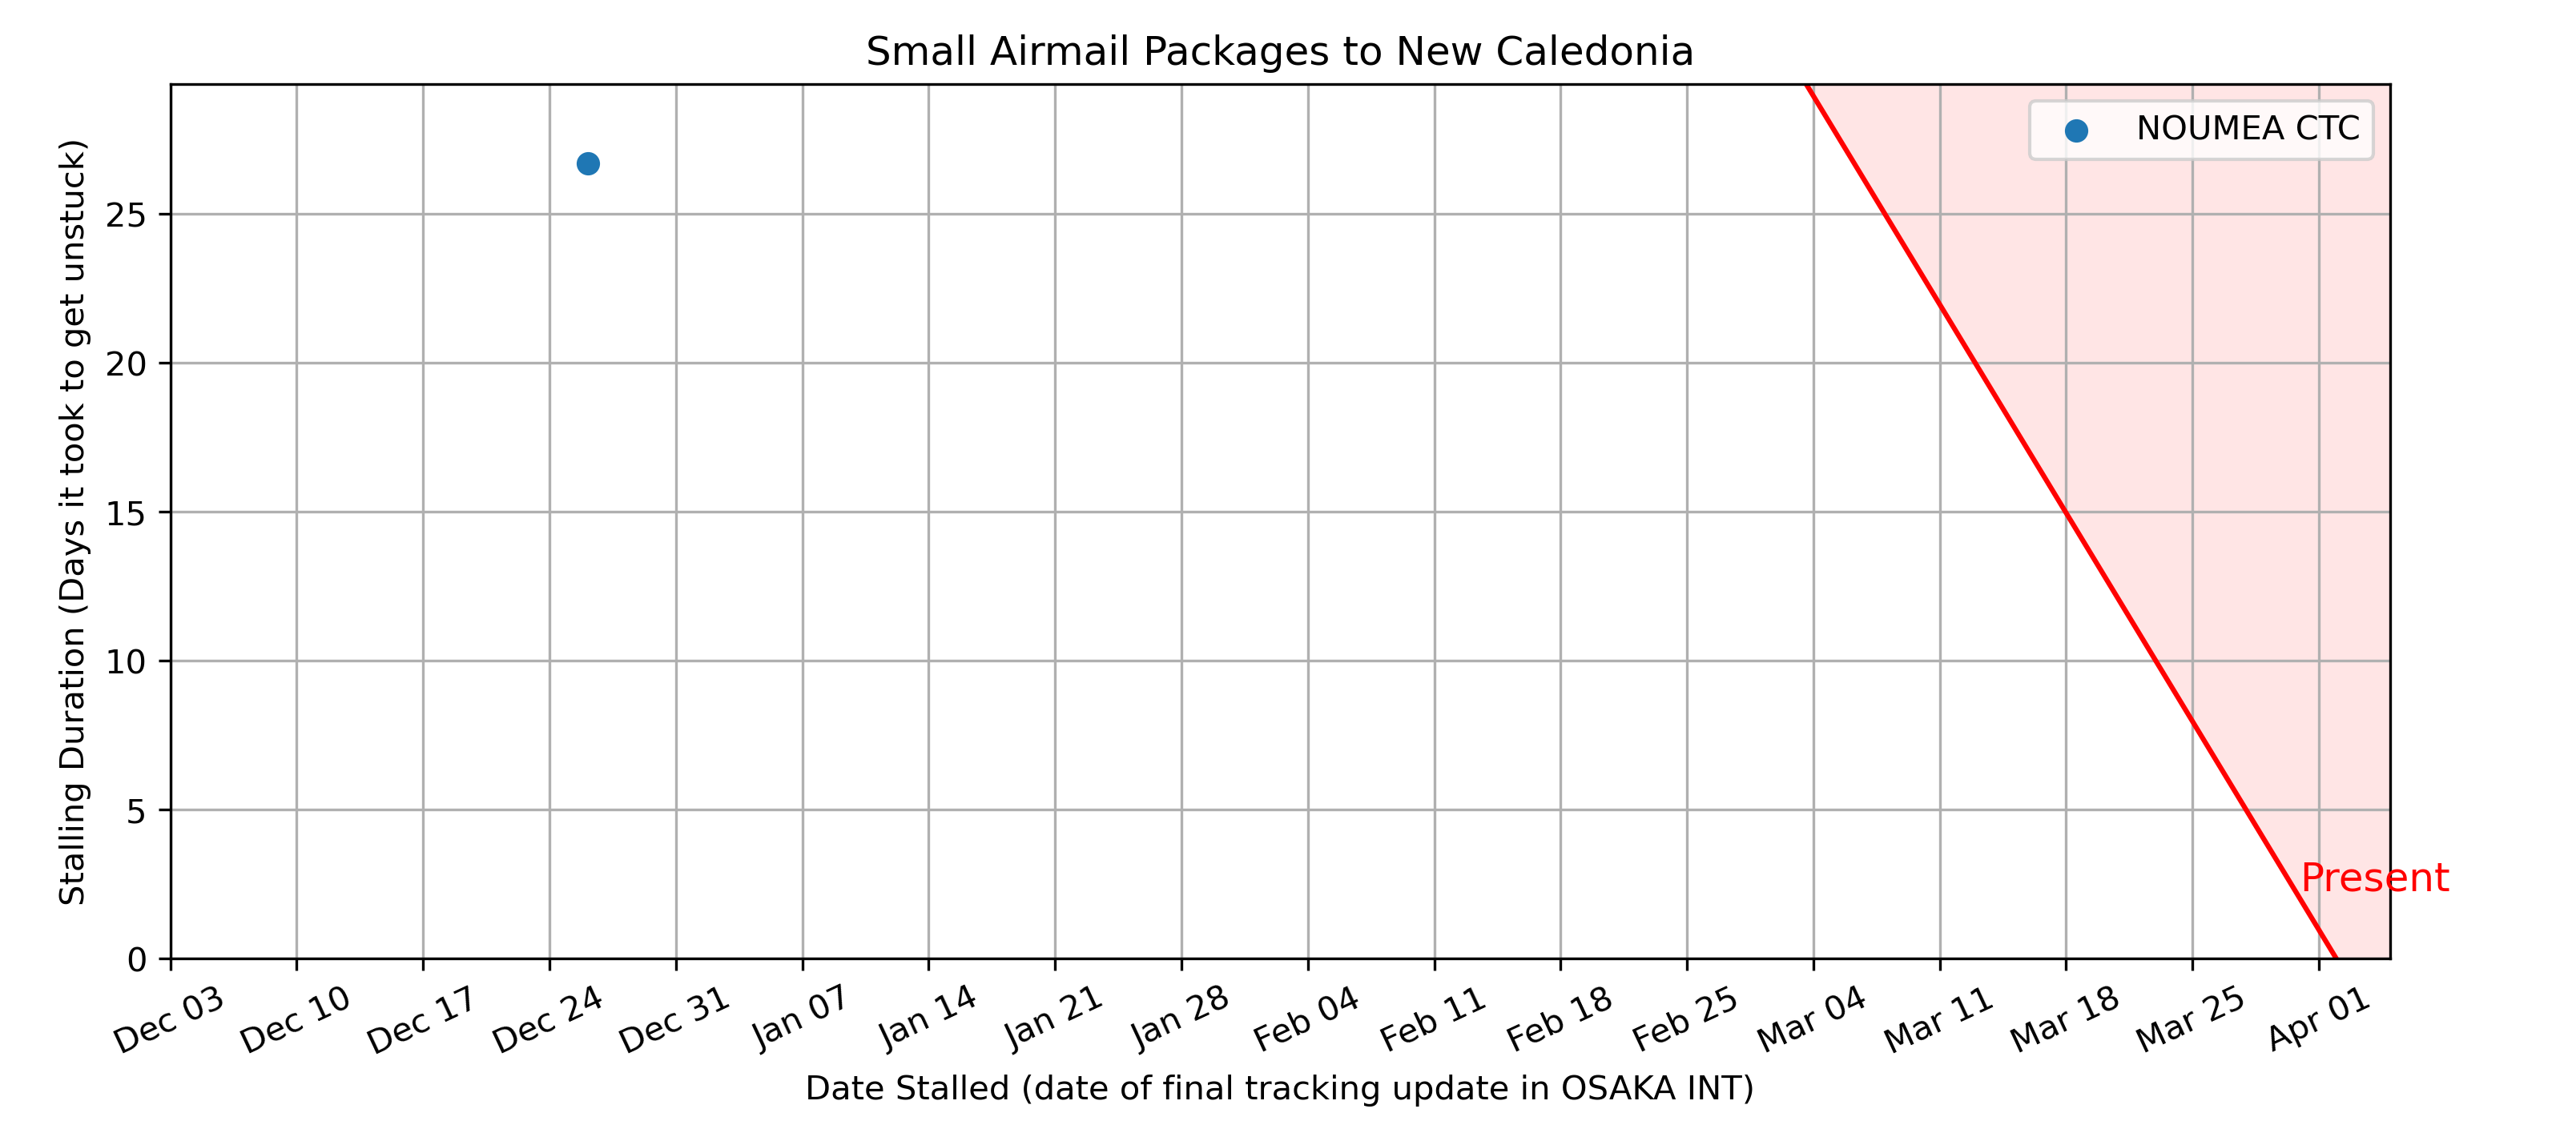 Small Airmail Packages to New Caledonia
NOUMEA CTC
Stalling Duration (Days it took to get unstuck)
25
20
15
10
5
0
Present
Dec 03 Dec 10 Dec 17 Dec 24 Dec 31 Jan 07 Jan 14 Jan 21 Jan 28 Feb 04 Feb 11 Feb 18 Feb 25 Mar 04 Mar 11 Mar 18 Mar 25 Apr 01
Date Stalled (date of final tracking update in OSAKA INT)